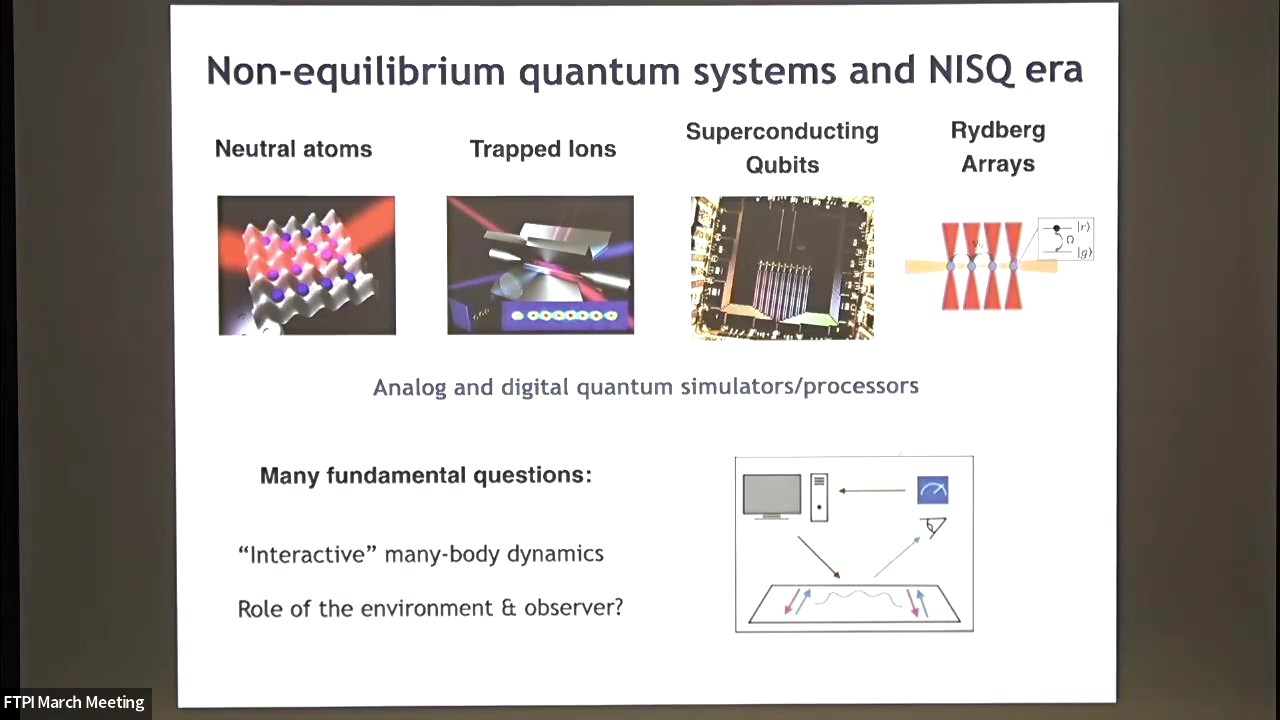 Non-equilibrium quantum systems and NISQ era
Neutral atoms
Trapped Ions
Superconducting
Qubits
Rydberg
Arrays
|r⟩
Ω
|g⟩
Analog and digital quantum simulators/processors
Many fundamental questions:
“Interactive” many-body dynamics
Role of the environment & observer?
FTPI March Meeting